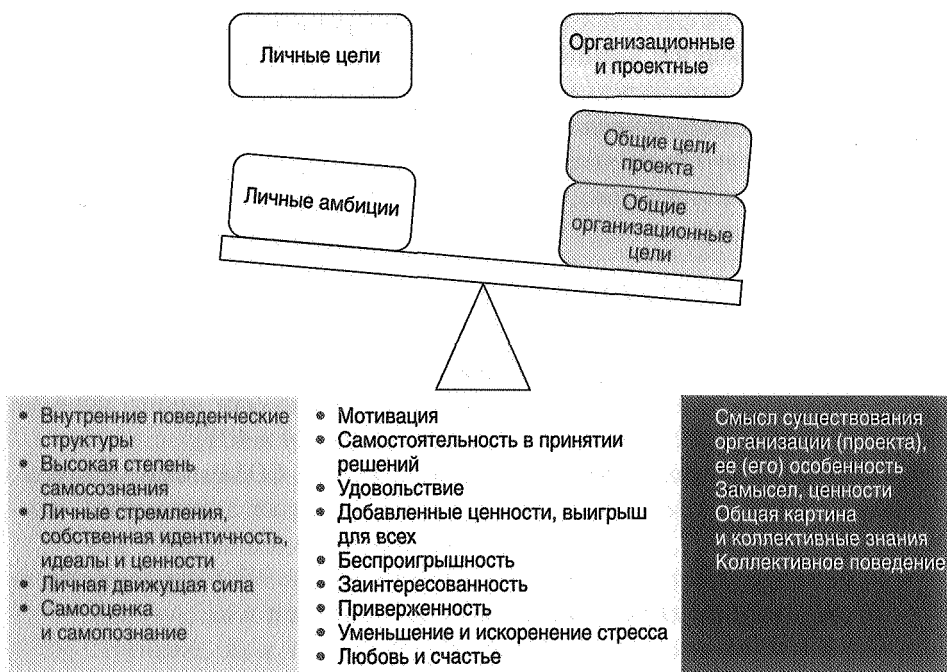 Личные цели
Организационные
и проектные
Общие цели
проекта
Личные амбиции
Общие
организационные
цели
• Внутренние поведенческие
структуры
• Высокая степень
самосознания
• Личные стремления,
собственная идентичность,
идеалы и ценности
• Личная движущая сила
• Самооценка
и самопознание
• Мотивация
• Самостоятельность в принятии
решений
• Удовольствие
• Добавленные ценности, выигрыш
для всех
• Беспроигрышность
• Заинтересованность
• Приверженность
• Уменьшение и искоренение стресса
• Любовь и счастье
Смысл существования
организации (проекта),
ее (его) особенность
Замысел, ценности
Общая картина
и коллективные знания
Коллективное поведение